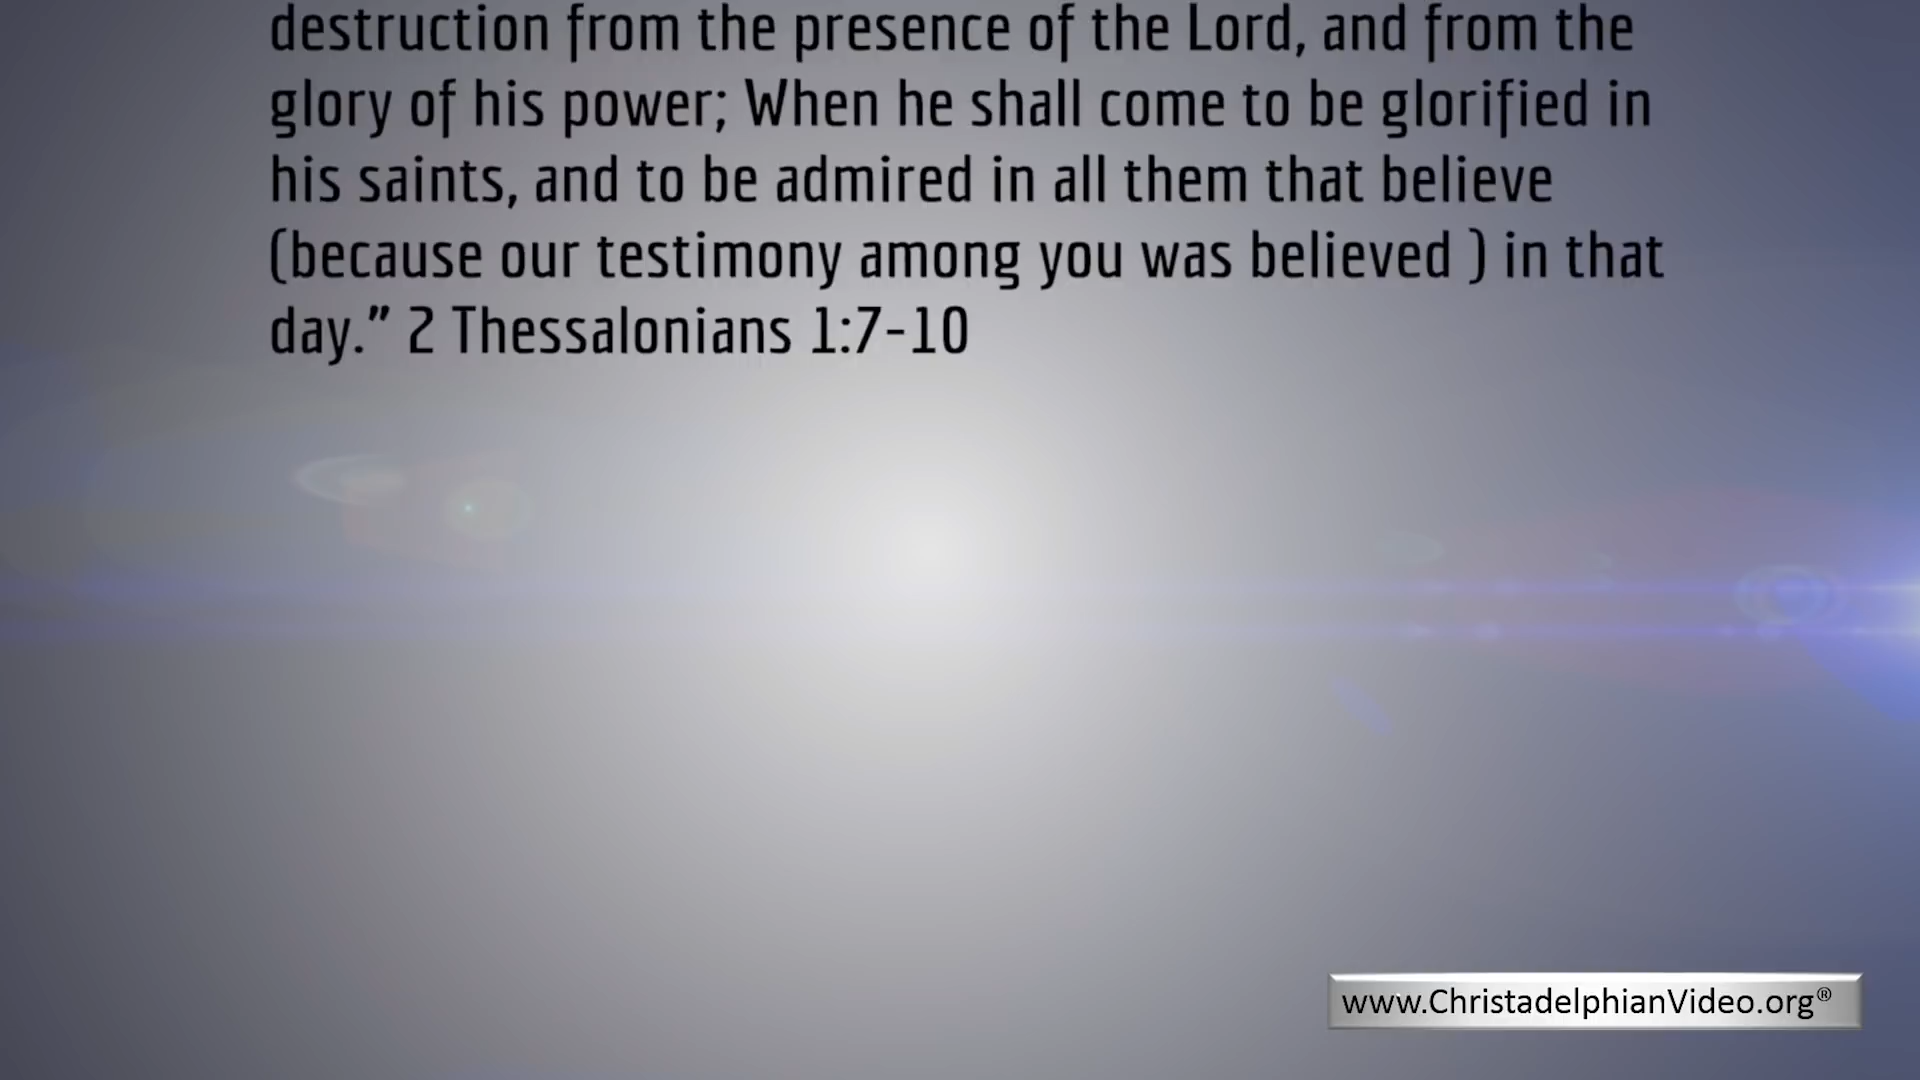 destruction from the presence of the Lord, and from the
glory of his power; When he shall come to be glorified in
his saints, and to be admired in all them that believe
(because our testimony among you was believed ) in that
day.” 2 Thessalonians 1:7-10
www.ChristadelphianVideo.org®